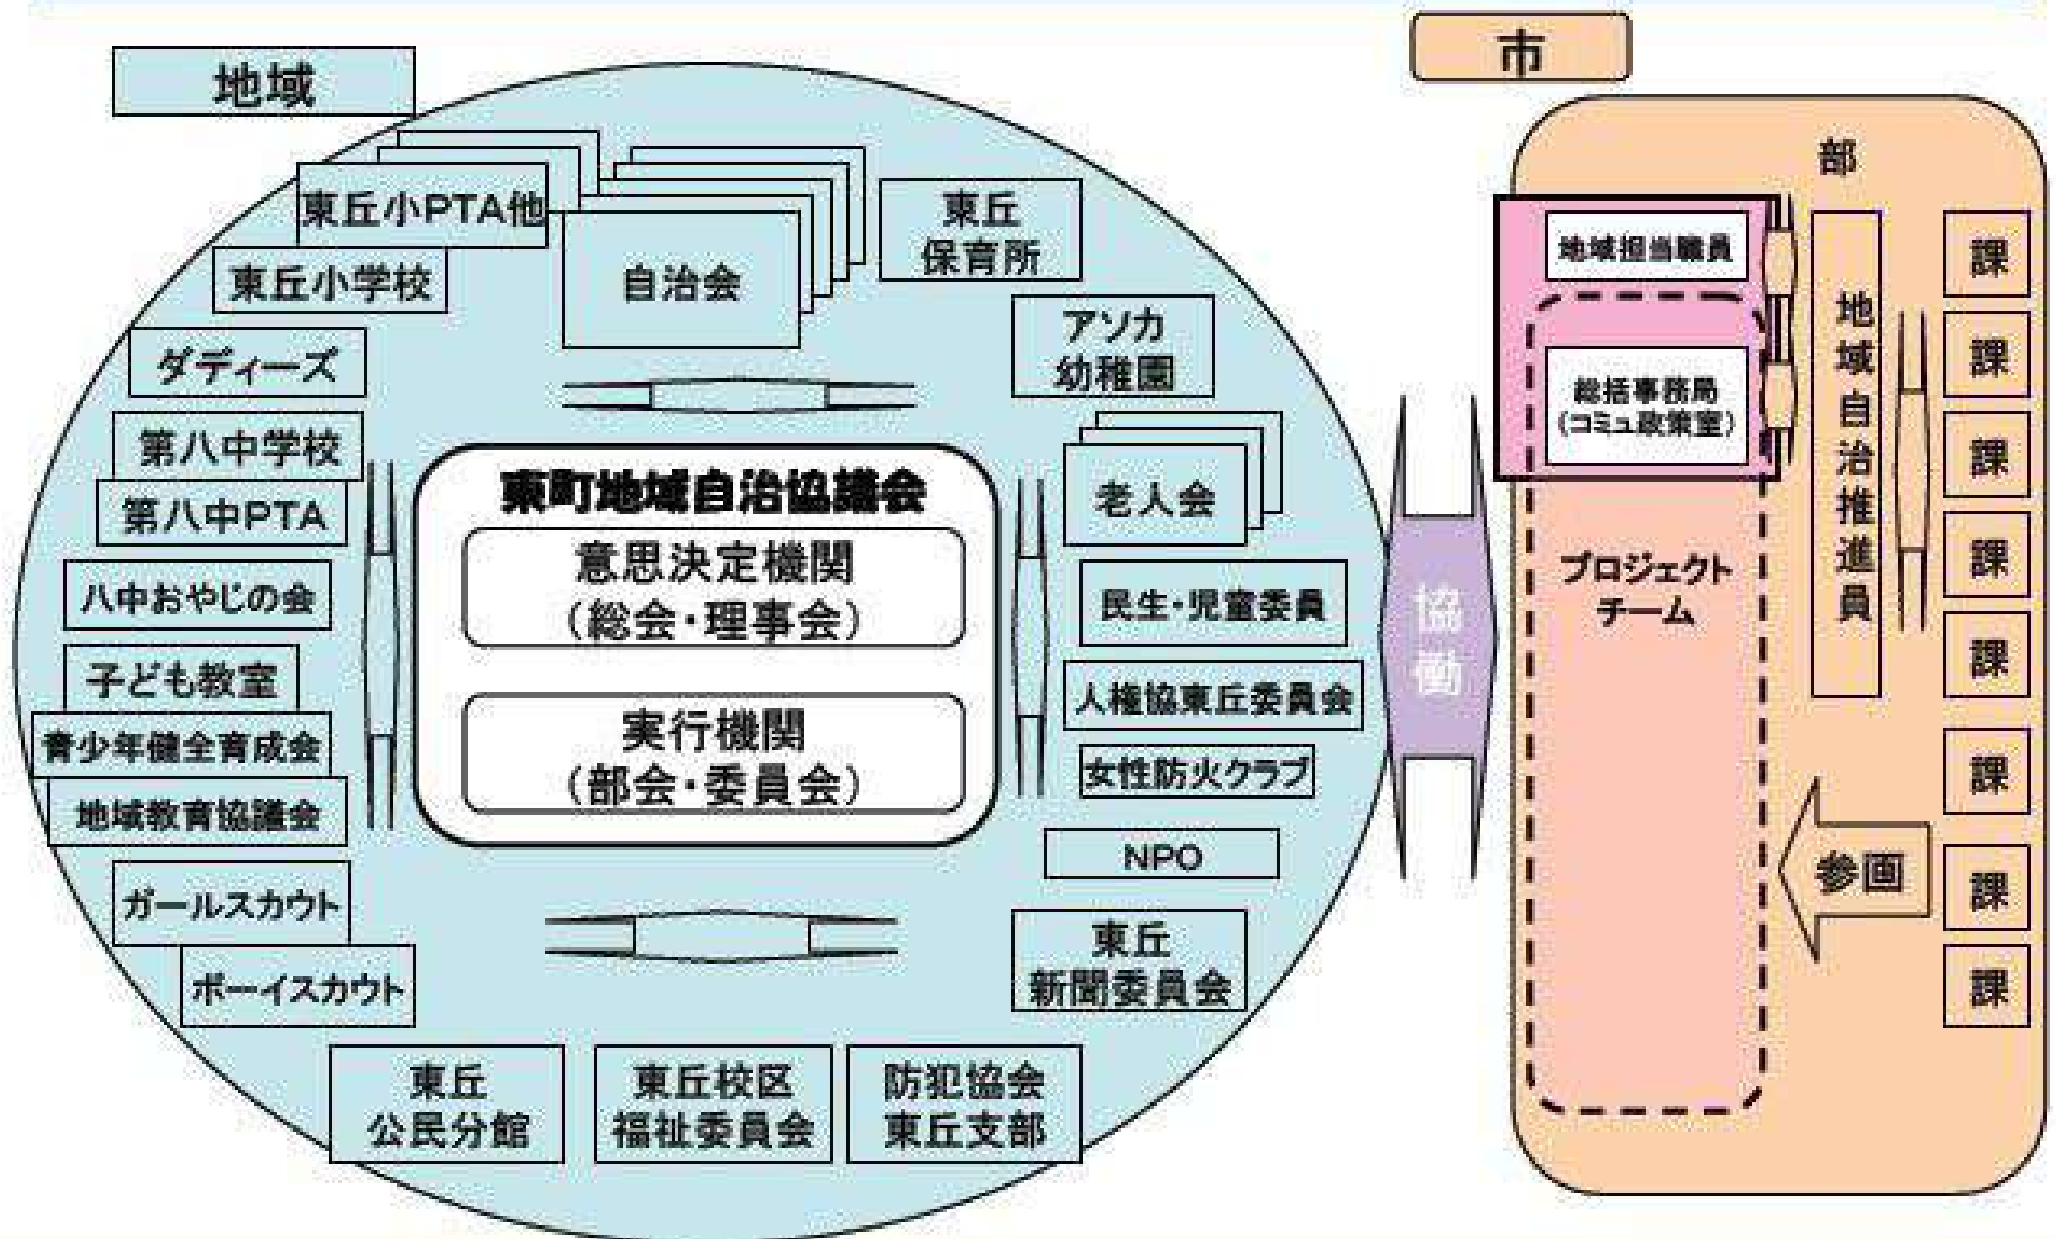 地域
東丘小PTA他
東丘小学校
ダディーズ
第八中学校
第八中PTA
八中おやじの会
子ども教室
青少年健全育成会
地域教育協議会
ガールスカウト
ボーイスカウト
自治会
東丘
保育所
アソカ
幼稚園
老人会
民生・児童委員
人権協東丘委員会
女性防火クラブ
NPO
東丘
新聞委員会
東丘
公民分館
東丘校区
福祉委員会
防犯協会
東丘支部
東町地域自治協議会
意思決定機関
(総会・理事会)
実行機関
(部会・委員会)
協働
市
部
地域担当職員
総括事務局
(コミュ政策室)
プロジェクト
チーム
地域自治推進員
参画
課
課
課
課
課
課
課
課